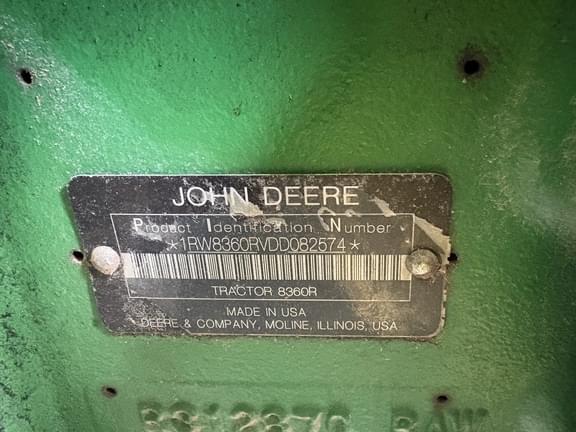 JOHN DEERE
Product Identification Number
*1RW8360RVDD082574*
TRACTOR 8360R
MADE IN USA
DEERE & COMPANY, MOLINE, ILLINOIS, USA